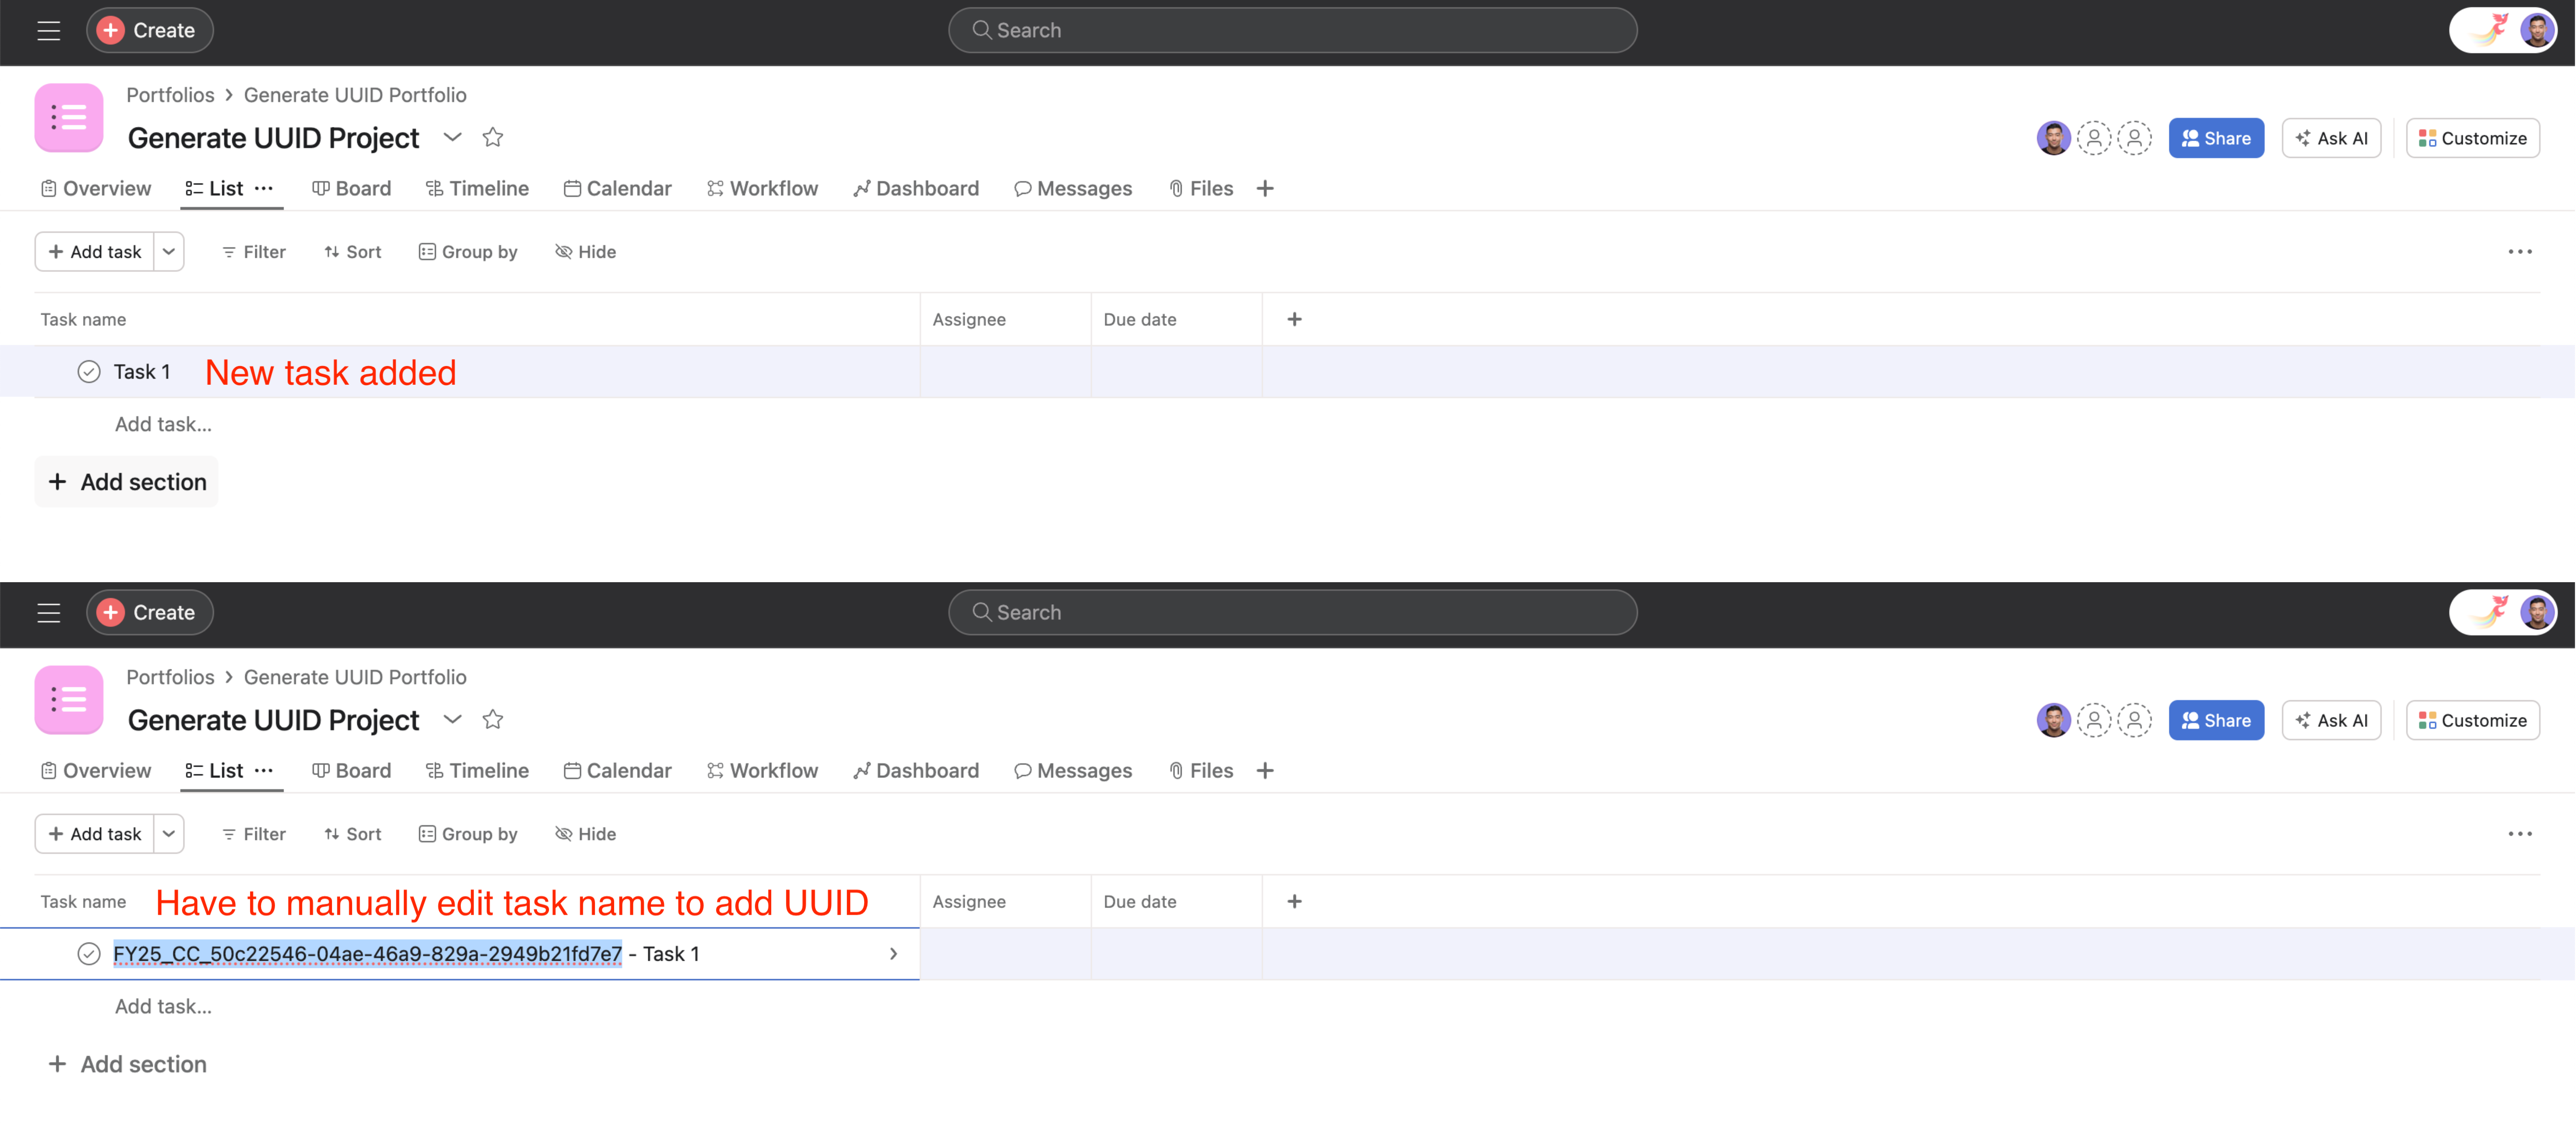 Create
Search
Portfolios > Generate UUID Portfolio
Generate UUID Project
Share
Ask AI
Customize
Overview
List
Board
Timeline
Calendar
Workflow
Dashboard
Messages
Files
+ Add task
Filter
Sort
Group by
Hide
Task name
Assignee
Due date
Task 1 New task added
Add task...
+ Add section
Create
Search
Portfolios > Generate UUID Portfolio
Generate UUID Project
Share
Ask AI
Customize
Overview
List
Board
Timeline
Calendar
Workflow
Dashboard
Messages
Files
+ Add task
Filter
Sort
Group by
Hide
Task name Have to manually edit task name to add UUID
Assignee
Due date
FY25_CC_50c22546-04ae-46a9-829a-2949b21fd7e7 - Task 1
Add task...
+ Add section